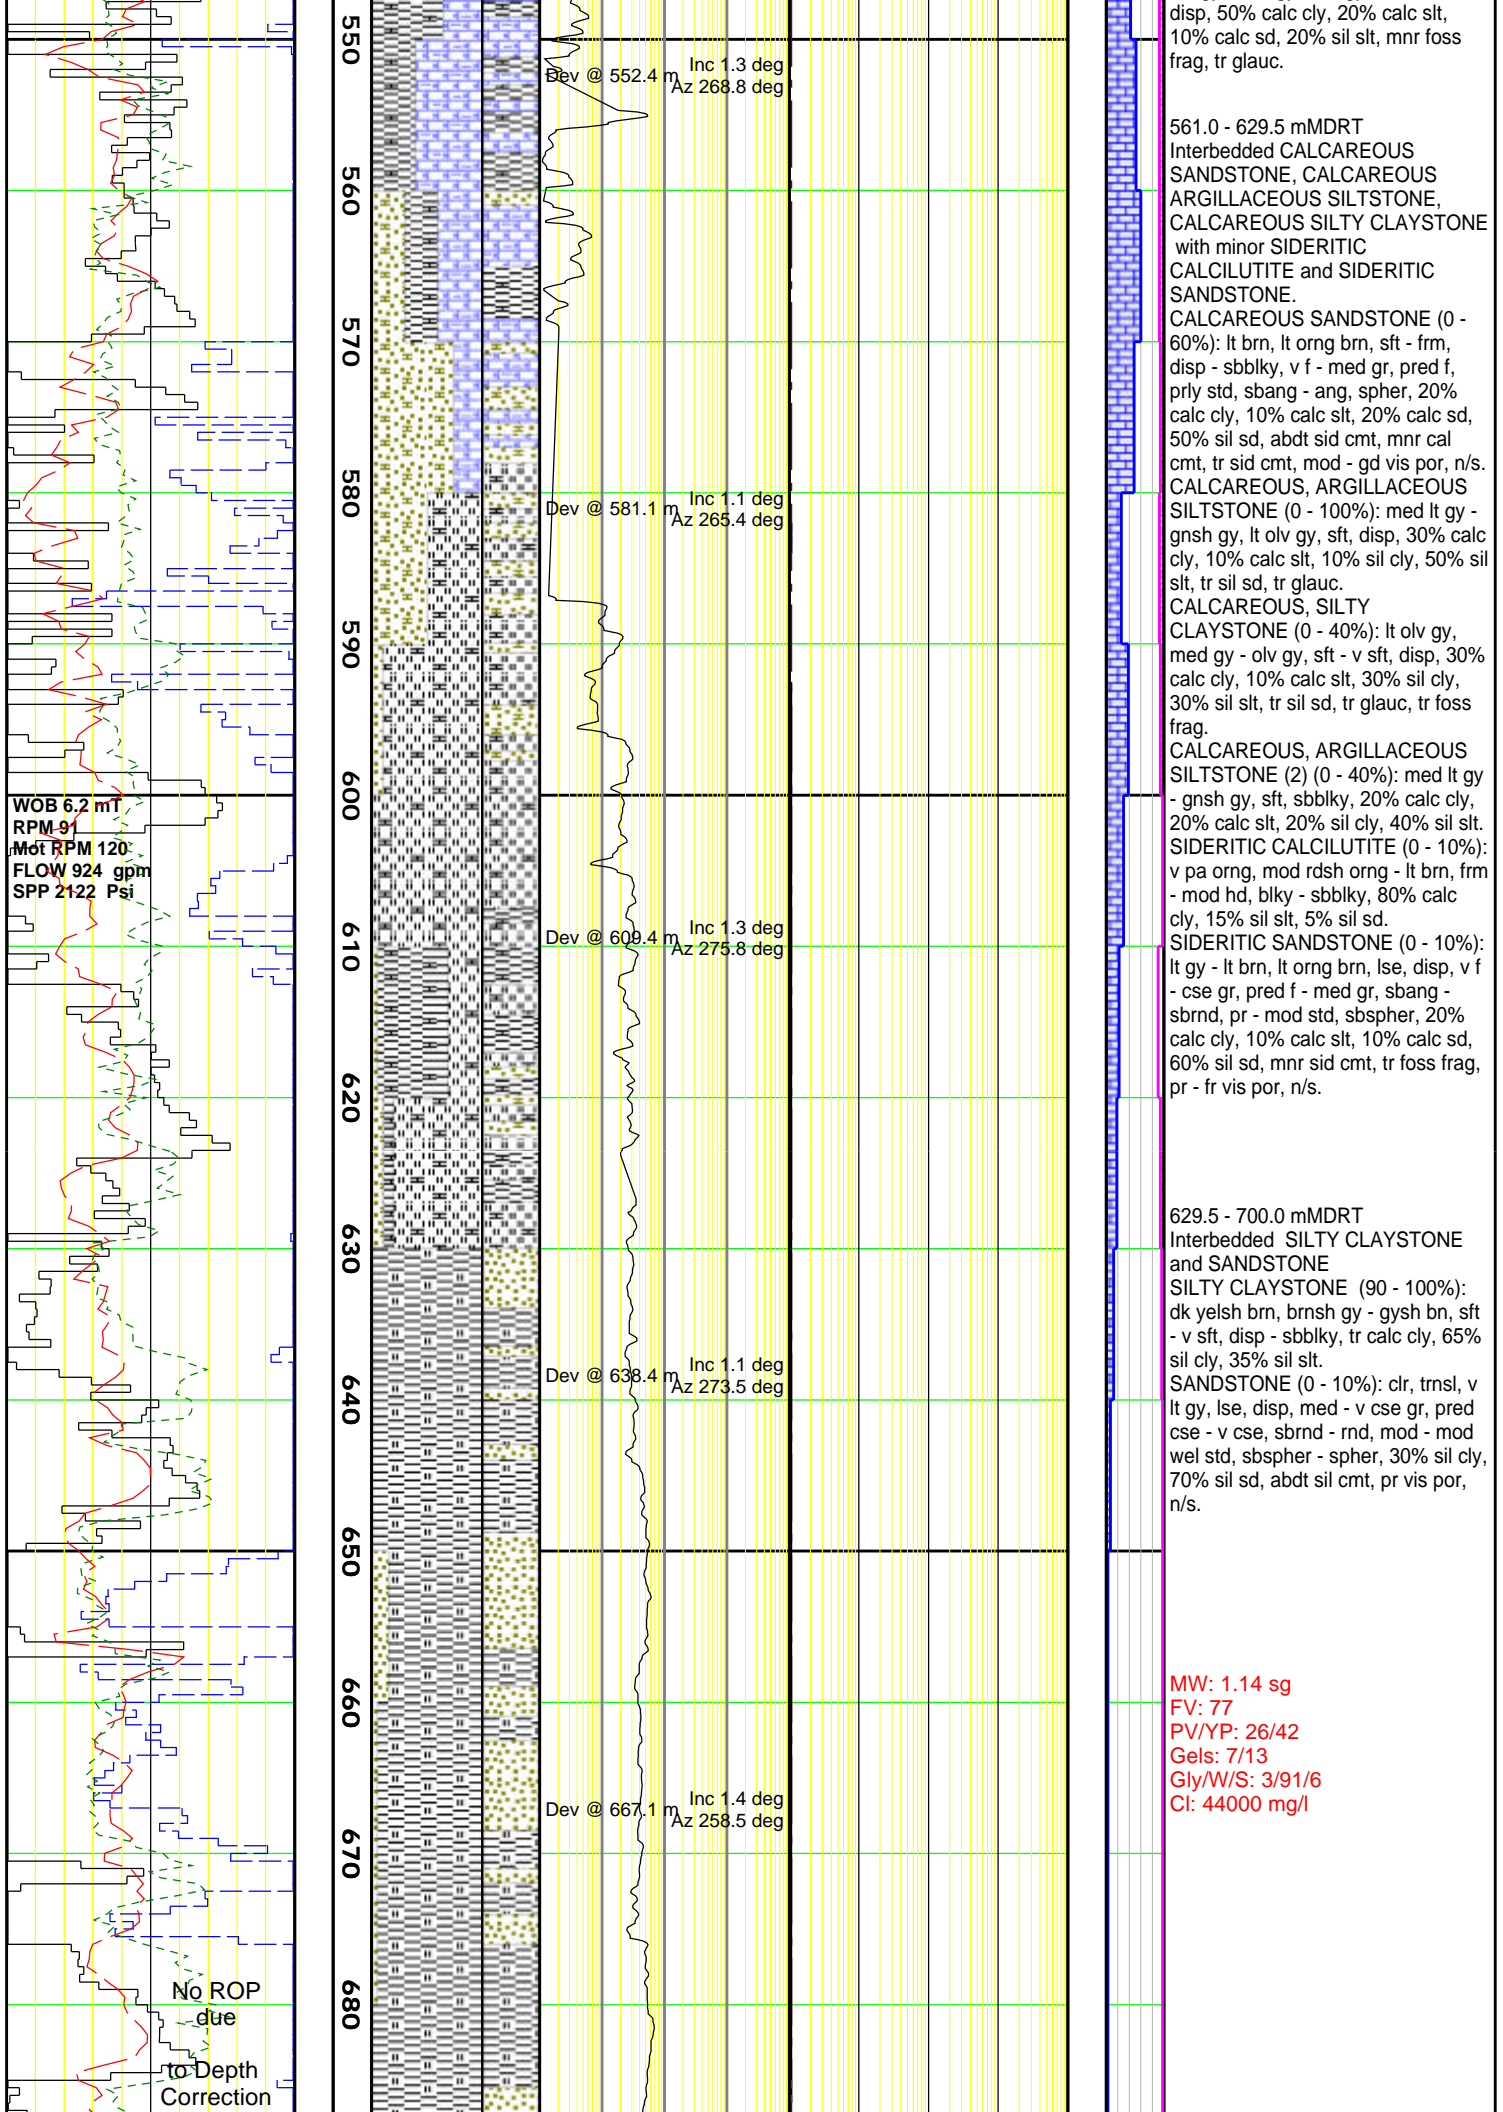 disp, 50% calc cly, 20% calc slt,
10% calc sd, 20% sil slt, mnr foss
frag, tr glauc.
550
Dev @ 552.4 m
Inc 1.3 deg
Az 268.8 deg
561.0 - 629.5 mMDRT
Interbedded CALCAREOUS
SANDSTONE, CALCAREOUS
ARGILLACEOUS SILTSTONE,
CALCAREOUS SILTY CLAYSTONE
with minor SIDERITIC
CALCILUTITE and SIDERITIC
SANDSTONE.
CALCAREOUS SANDSTONE (0 -
60%): lt brn, lt orng brn, sft - frm,
disp - sbblky, v f - med gr, pred f,
prly std, sbang - ang, spher, 20%
calc cly, 10% calc slt, 20% calc sd,
50% sil sd, abdt sid cmt, mnr cal
cmt, tr sid cmt, mod - gd vis por, n/s.
CALCAREOUS, ARGILLACEOUS
SILTSTONE (0 - 100%): med lt gy -
gnsh gy, lt olv gy, sft, disp, 30% calc
cly, 10% calc slt, 10% sil cly, 50% sil
slt, tr sil sd, tr glauc.
CALCAREOUS, SILTY
CLAYSTONE (0 - 40%): lt olv gy,
med gy - olv gy, sft - v sft, disp, 30%
calc cly, 10% calc slt, 30% sil cly,
30% sil slt, tr sil sd, tr glauc, tr foss
frag.
CALCAREOUS, ARGILLACEOUS
SILTSTONE (2) (0 - 40%): med lt gy
- gnsh gy, sft, sbblky, 20% calc cly,
20% calc slt, 20% sil cly, 40% sil slt.
SIDERITIC CALCILUTITE (0 - 10%):
v pa orng, mod rdsh orng - lt brn, frm
- mod hd, blky - sbblky, 80% calc
cly, 15% sil slt, 5% sil sd.
SIDERITIC SANDSTONE (0 - 10%):
lt gy - lt brn, lt orng brn, lse, disp, v f
- cse gr, pred f - med gr, sbang -
sbrnd, pr - mod std, sbspher, 20%
calc cly, 10% calc slt, 10% calc sd,
60% sil sd, mnr sid cmt, tr foss frag,
pr - fr vis por, n/s.
560
570
580
Dev @ 581.1 m
Inc 1.1 deg
Az 265.4 deg
590
600
WOB 6.2 mT
RPM 91
Mot RPM 120
FLOW 924 gpm
SPP 2122 Psi
610
Dev @ 609.4 m
Inc 1.3 deg
Az 275.8 deg
620
630
629.5 - 700.0 mMDRT
Interbedded SILTY CLAYSTONE
and SANDSTONE
SILTY CLAYSTONE (90 - 100%):
dk yelsh brn, brnsh gy - gysh bn, sft
- v sft, disp - sbblky, tr calc cly, 65%
sil cly, 35% sil slt.
SANDSTONE (0 - 10%): clr, trnsl, v
lt gy, lse, disp, med - v cse gr, pred
cse - v cse, sbrnd - rnd, mod - mod
wel std, sbspher - spher, 30% sil cly,
70% sil sd, abdt sil cmt, pr vis por,
n/s.
Dev @ 638.4 m
Inc 1.1 deg
Az 273.5 deg
640
650
660
MW: 1.14 sg
FV: 77
PV/YP: 26/42
Gels: 7/13
Gly/W/S: 3/91/6
Cl: 44000 mg/l
Dev @ 667.1 m
Inc 1.4 deg
Az 258.5 deg
670
680
No ROP
due
to Depth
Correction